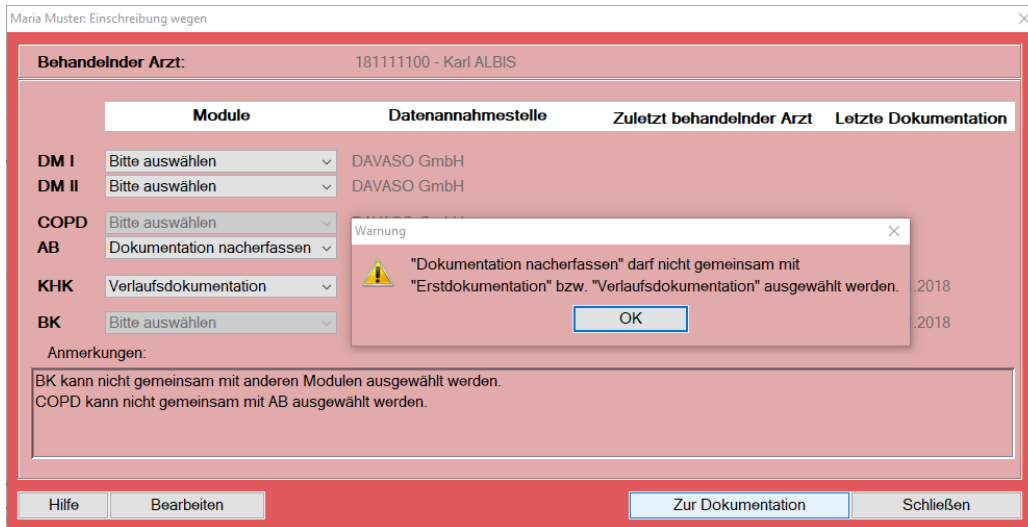 Maria Muster: Einschreibung wegen
Behandelnder Arzt: 181111100 - Karl ALBIS
Module Datenannahmestelle Zuletzt behandelnder Arzt Letzte Dokumentation
DM I Bitte auswählen DAVASO GmbH
DM II Bitte auswählen DAVASO GmbH
COPD Bitte auswählen
AB Dokumentation nacherfassen
KHK Verlaufsdokumentation .2018
BK Bitte auswählen .2018
Warnung
"Dokumentation nacherfassen" darf nicht gemeinsam mit
"Erstdokumentation" bzw. "Verlaufsdokumentation" ausgewählt werden.
OK
Anmerkungen:
BK kann nicht gemeinsam mit anderen Modulen ausgewählt werden.
COPD kann nicht gemeinsam mit AB ausgewählt werden.
Hilfe Bearbeiten Zur Dokumentation Schließen